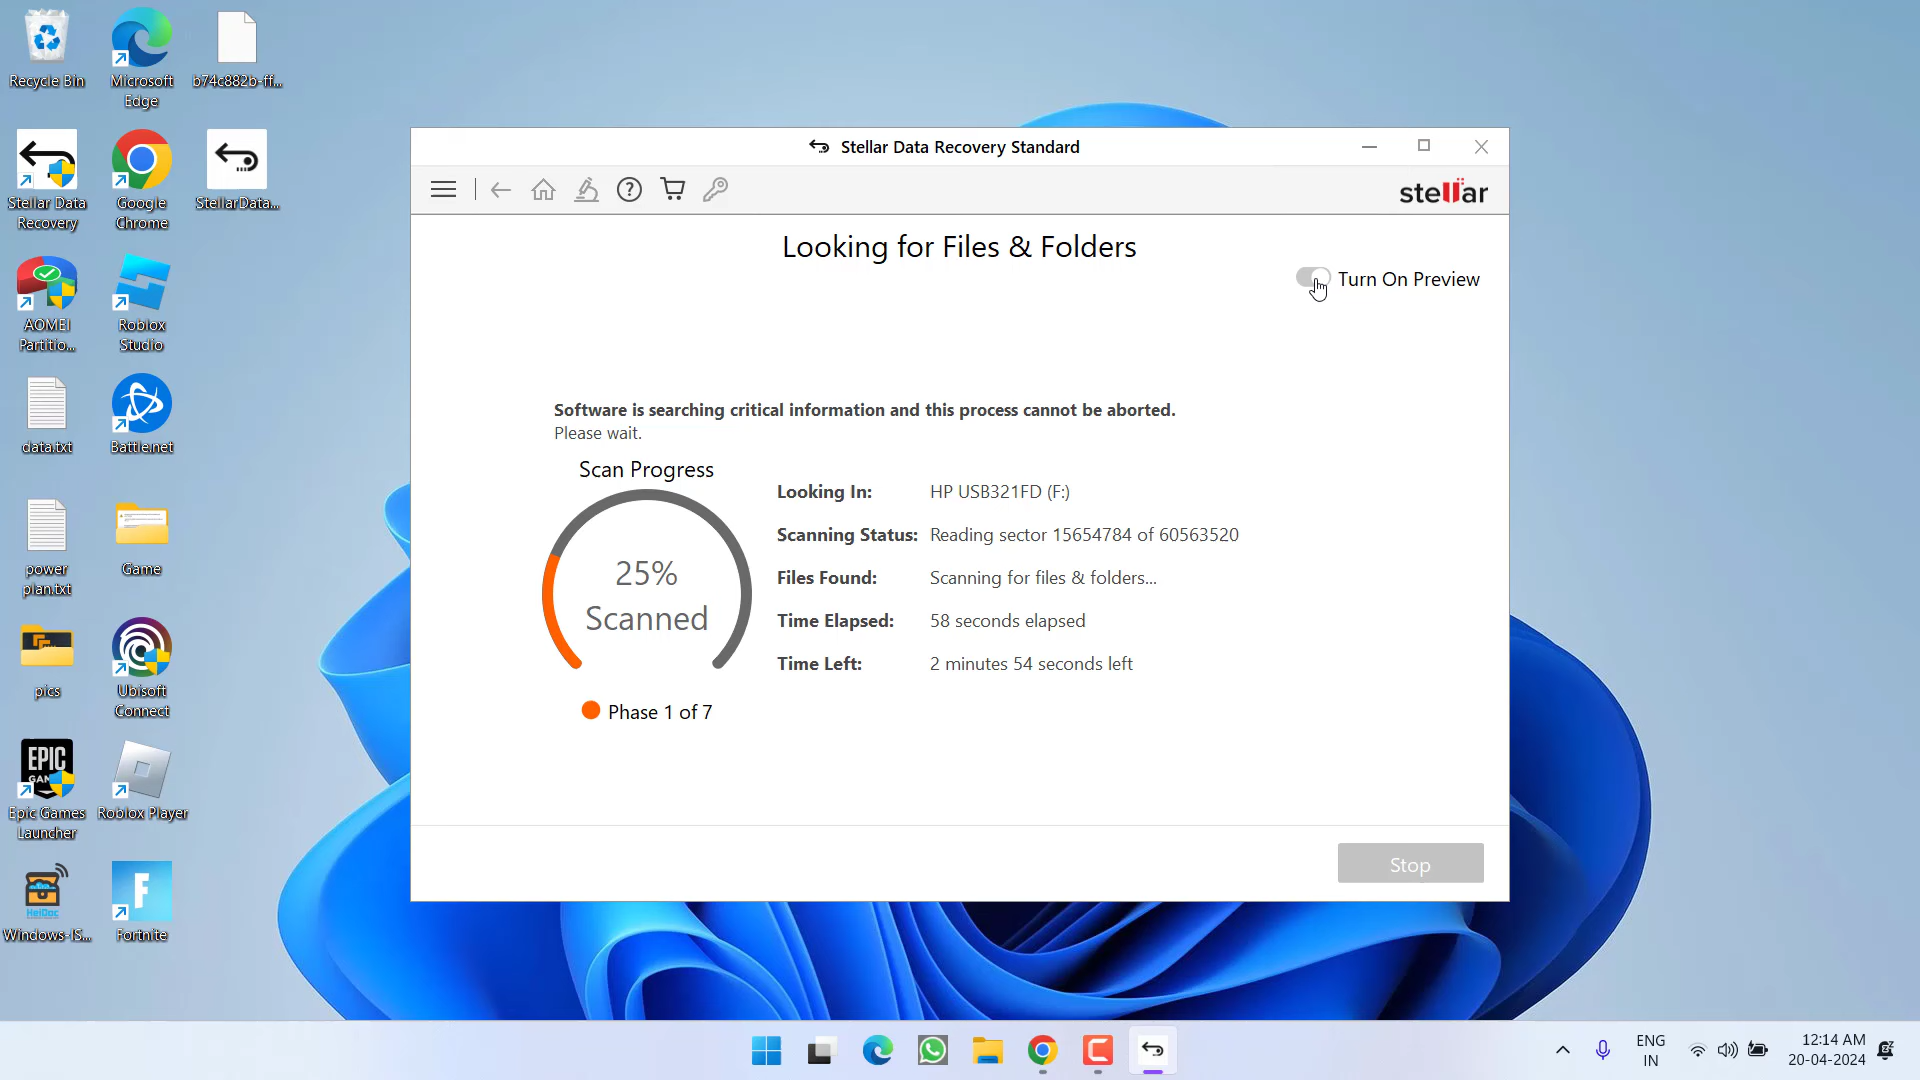 Recycle Bin
Microsoft
Edge
b74c882b-ff...
Stellar Data
Recovery
Google
Chrome
StellarData...
AOMEI
Partitio...
Roblox
Studio
data.txt
Battle.net
power
plan.txt
Game
pics
Ubisoft
Connect
EPIC
GAMES
Epic Games
Launcher
Roblox Player
HeiDoc
Windows-IS...
Fortnite
Stellar Data Recovery Standard
stellar
Looking for Files & Folders
Turn On Preview
Software is searching critical information and this process cannot be aborted.
Please wait.
Scan Progress
25%
Scanned
Phase 1 of 7
Looking In: HP USB321FD (F:)
Scanning Status: Reading sector 15654784 of 60563520
Files Found: Scanning for files & folders...
Time Elapsed: 58 seconds elapsed
Time Left: 2 minutes 54 seconds left
Stop
ENG
IN
12:14 AM
20-04-2024